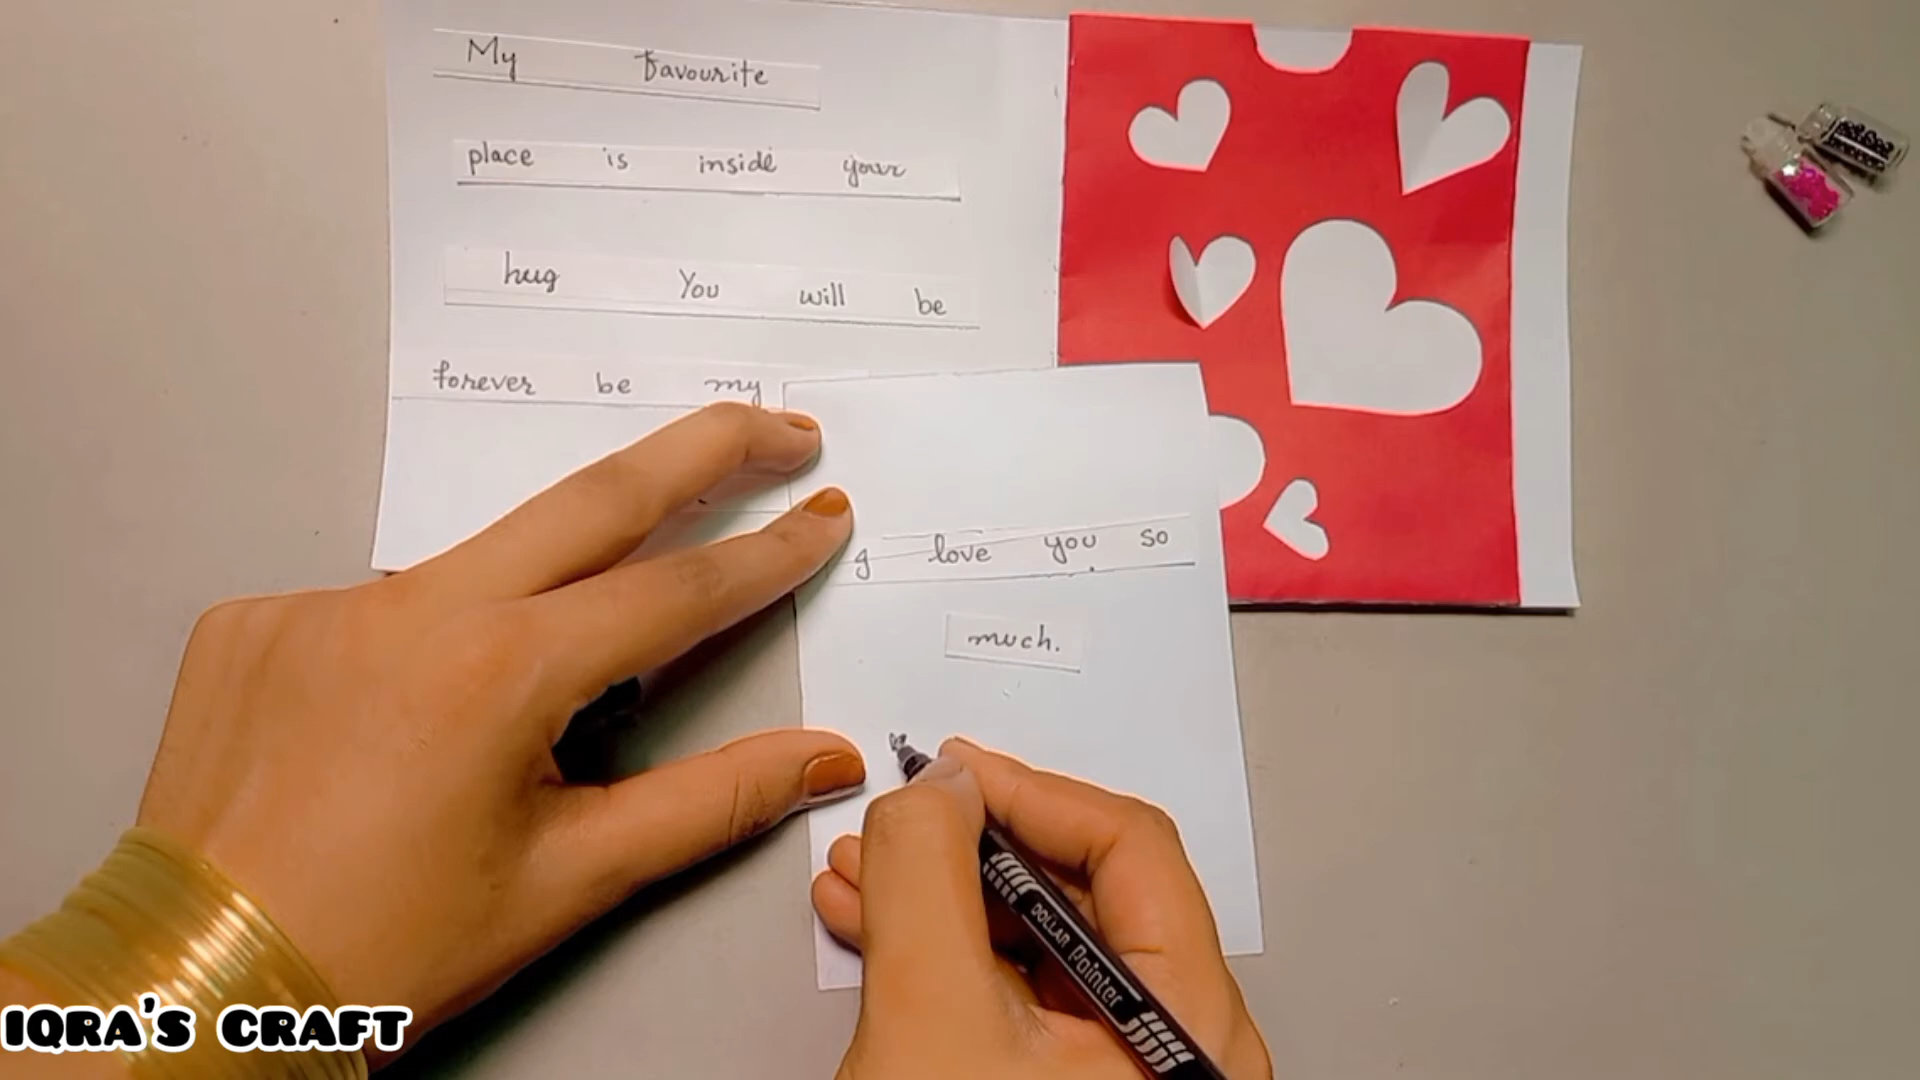 My favourite
place is inside your
hug You will be
forever be my
I love you so
much.
DOLLAR Pointer
IQRA'S CRAFT